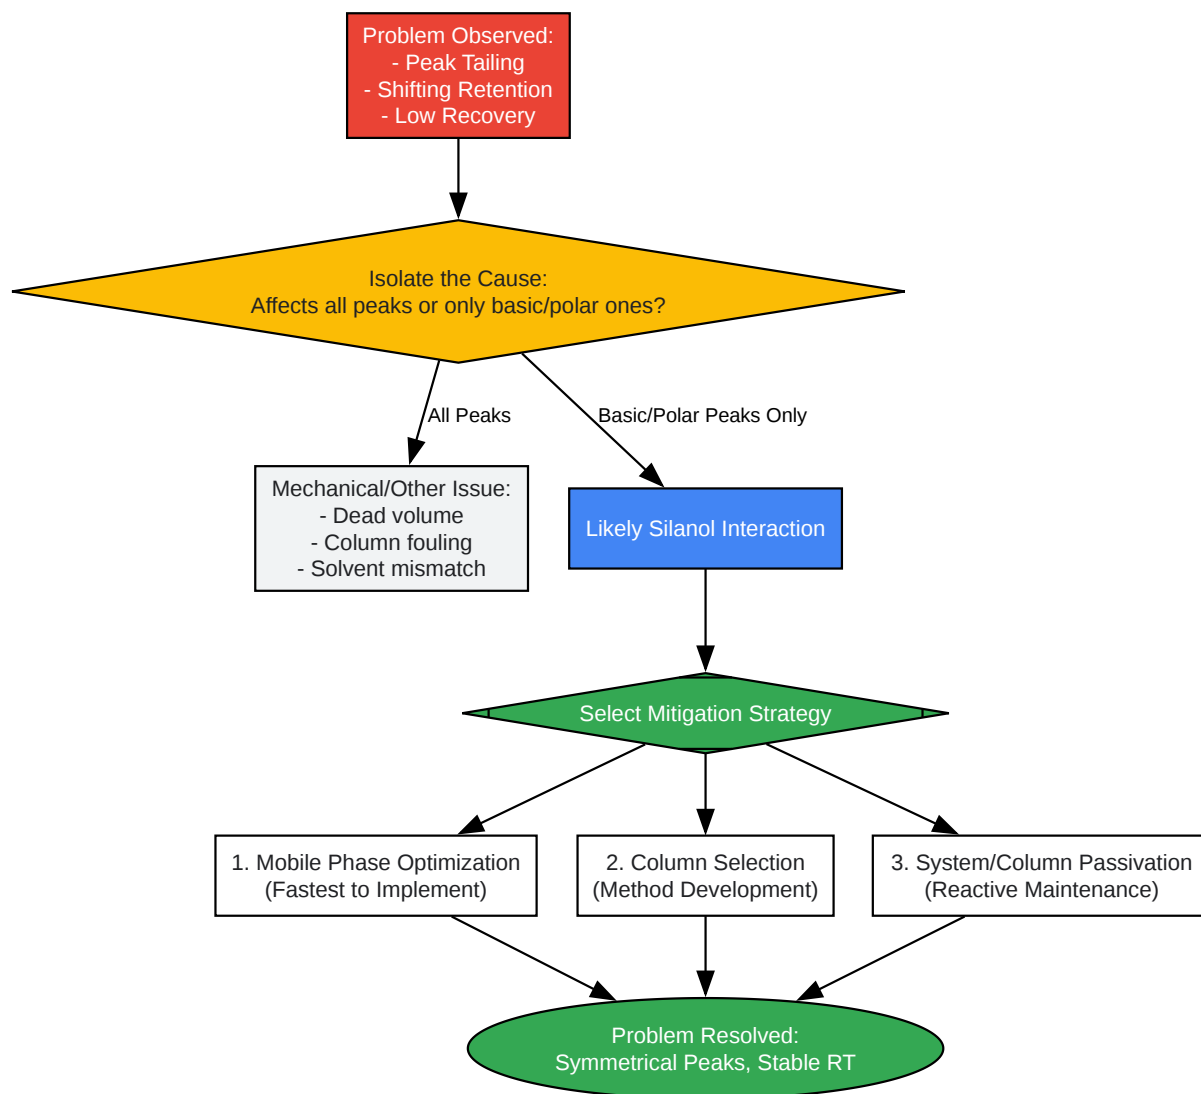 Problem Observed:
- Peak Tailing
- Shifting Retention
- Low Recovery
Isolate the Cause:
Affects all peaks or only basic/polar ones?
All Peaks
Basic/Polar Peaks Only
Mechanical/Other Issue:
- Dead volume
- Column fouling
- Solvent mismatch
Likely Silanol Interaction
Select Mitigation Strategy
1. Mobile Phase Optimization
(Fastest to Implement)
2. Column Selection
(Method Development)
3. System/Column Passivation
(Reactive Maintenance)
Problem Resolved:
Symmetrical Peaks, Stable RT